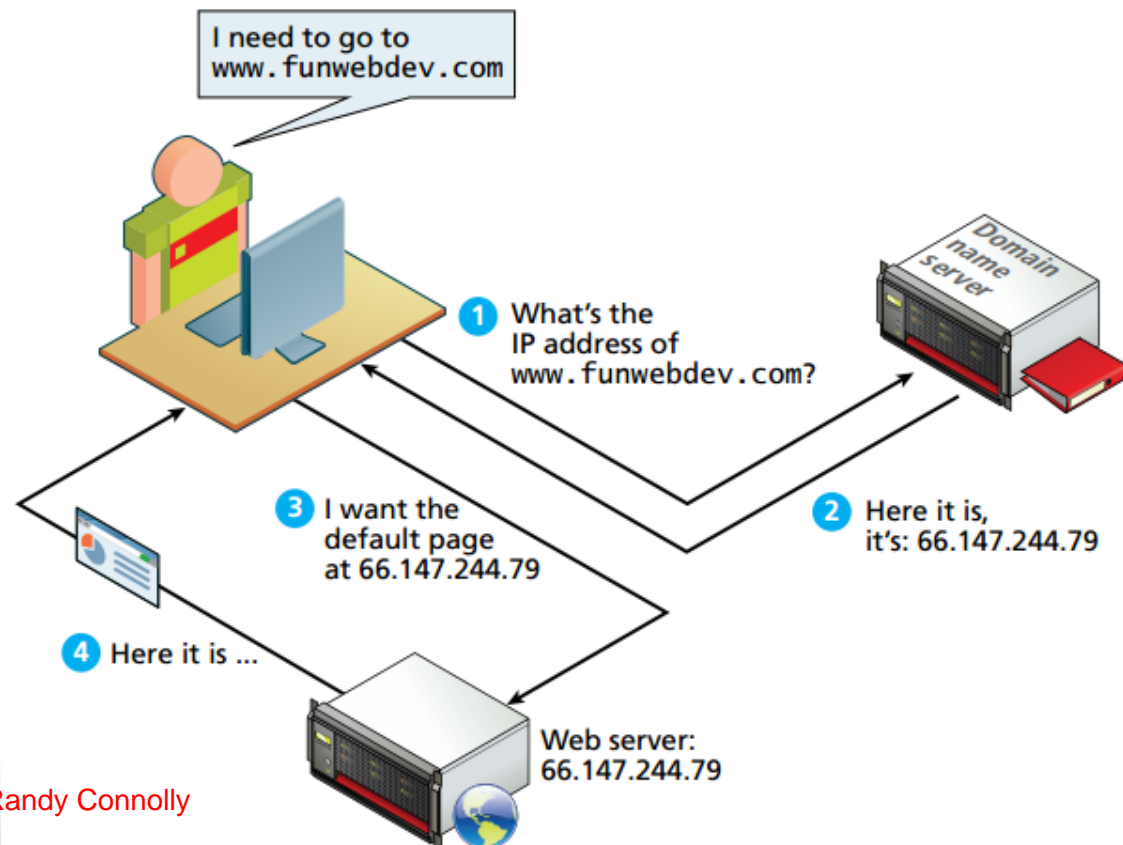 I need to go to
www.funwebdev.com
Domain
name
server
1 What's the
IP address of
www.funwebdev.com?
2 Here it is,
it's: 66.147.244.79
3 I want the
default page
at 66.147.244.79
4 Here it is ...
Web server:
66.147.244.79
Randy Connolly